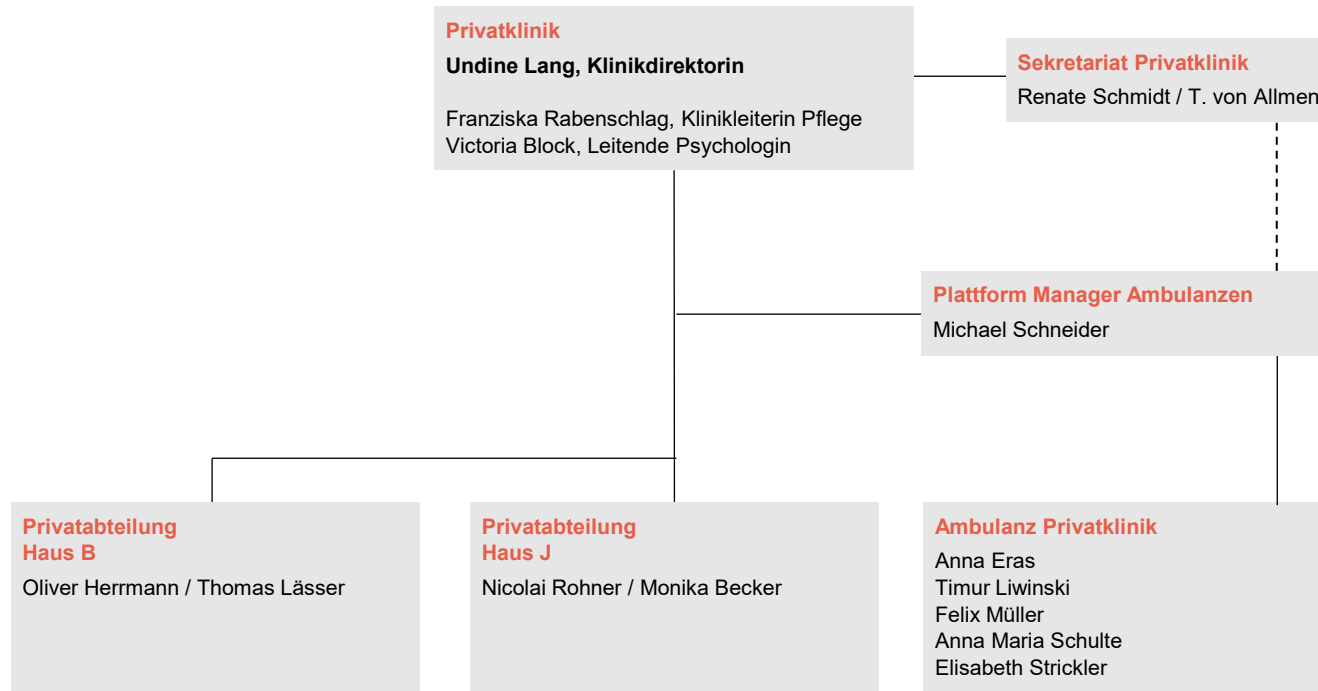 Privatklinik
Undine Lang, Klinikdirektorin
Franziska Rabenschlag, Klinikleiterin Pflege
Victoria Block, Leitende Psychologin
Sekretariat Privatklinik
Renate Schmidt / T. von Allmen
Plattform Manager Ambulanzen
Michael Schneider
Privatabteilung
Haus B
Oliver Herrmann / Thomas Lässer
Privatabteilung
Haus J
Nicolai Rohner / Monika Becker
Ambulanz Privatklinik
Anna Eras
Timur Liwinski
Felix Müller
Anna Maria Schulte
Elisabeth Strickler